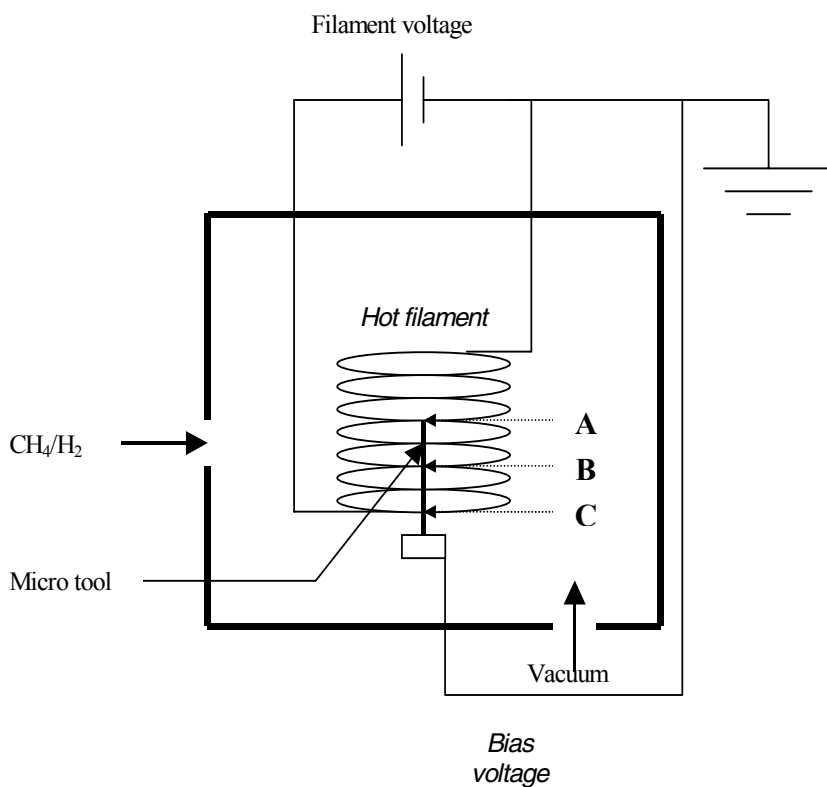 Filament voltage
Hot filament
A
CH₄/H₂
B
C
Micro tool
Vacuum
Bias
voltage